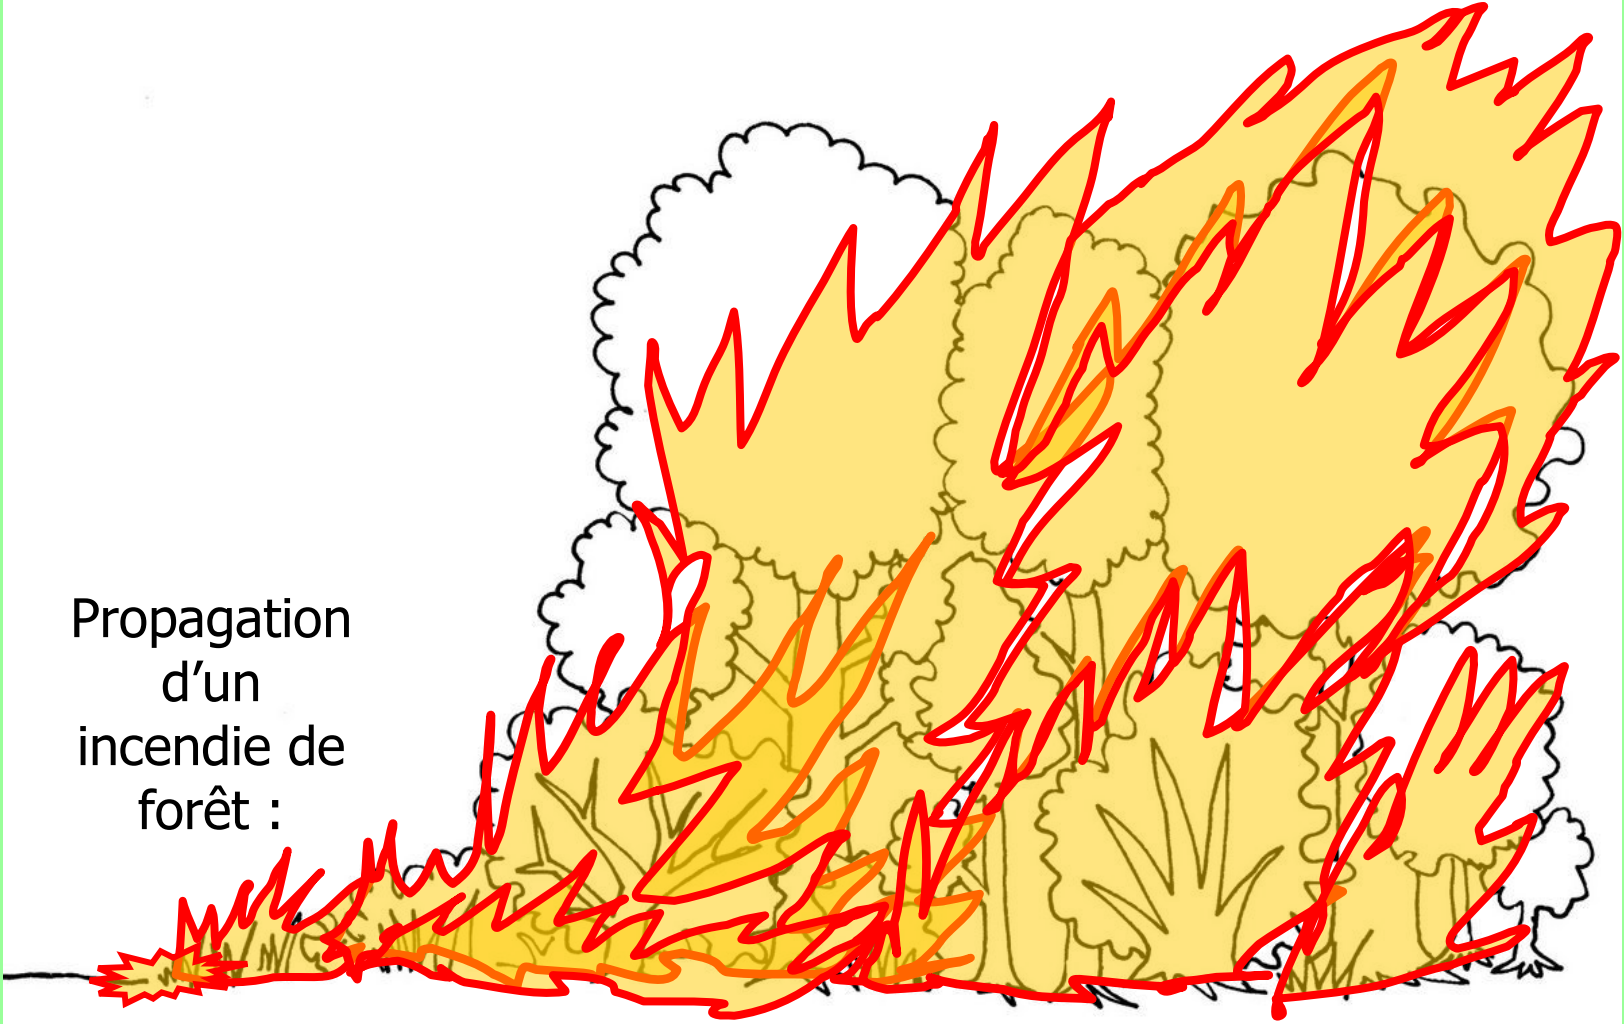 Propagation
d’un
incendie de
forêt :